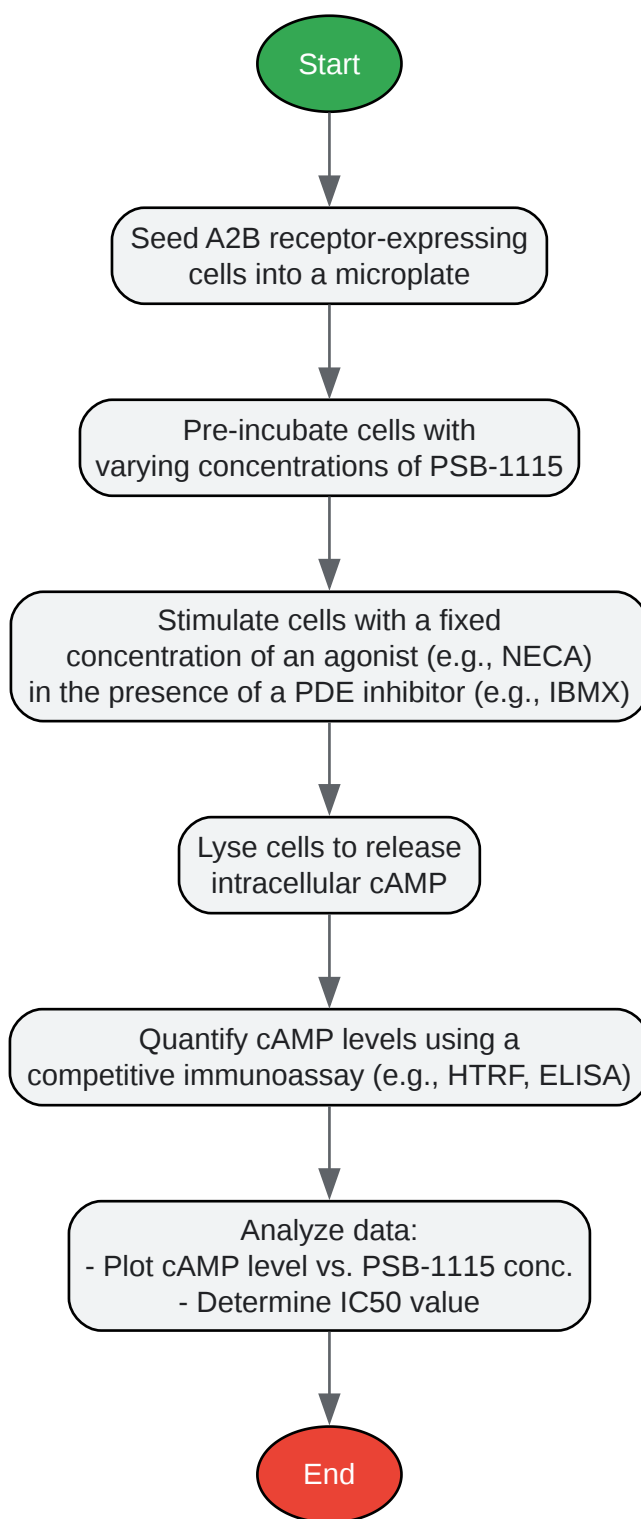 Start
Seed A2B receptor-expressing
cells into a microplate
Pre-incubate cells with
varying concentrations of PSB-1115
Stimulate cells with a fixed
concentration of an agonist (e.g., NECA)
in the presence of a PDE inhibitor (e.g., IBMX)
Lyse cells to release
intracellular cAMP
Quantify cAMP levels using a
competitive immunoassay (e.g., HTRF, ELISA)
Analyze data:
- Plot cAMP level vs. PSB-1115 conc.
- Determine IC50 value
End